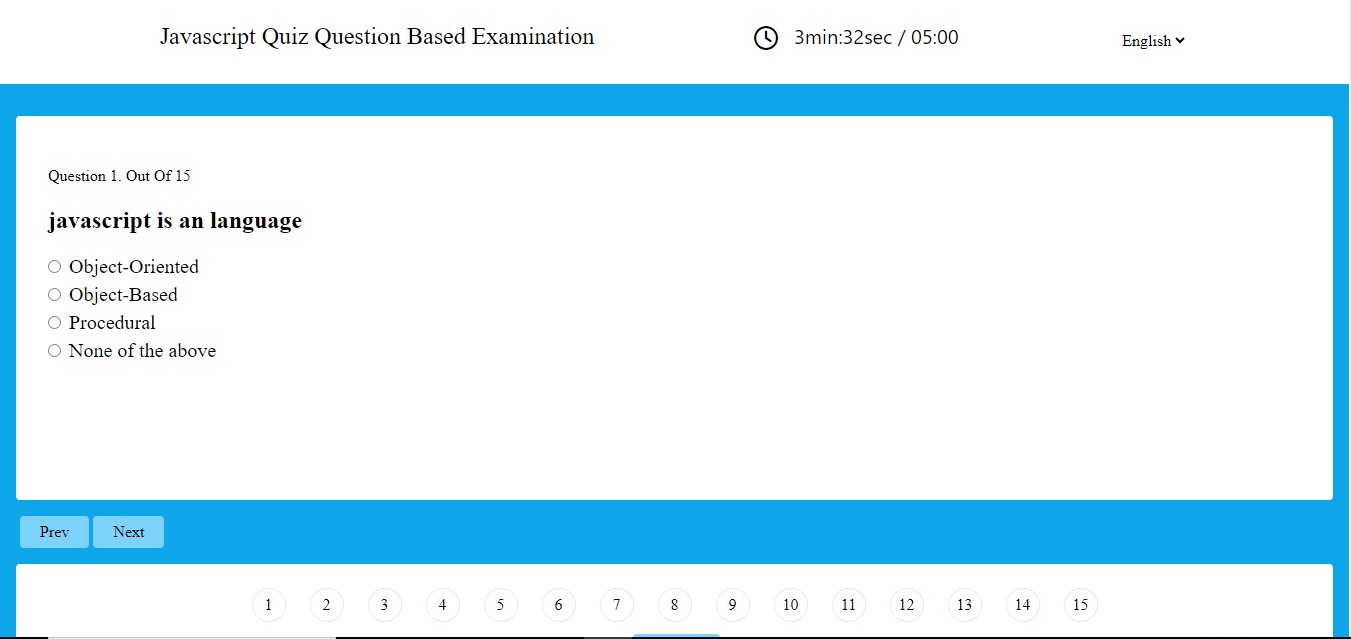 Javascript Quiz Question Based Examination
3min:32sec / 05:00
English
Question 1. Out Of 15
javascript is an language
Object-Oriented
Object-Based
Procedural
None of the above
Prev Next
1 2 3 4 5 6 7 8 9 10 11 12 13 14 15